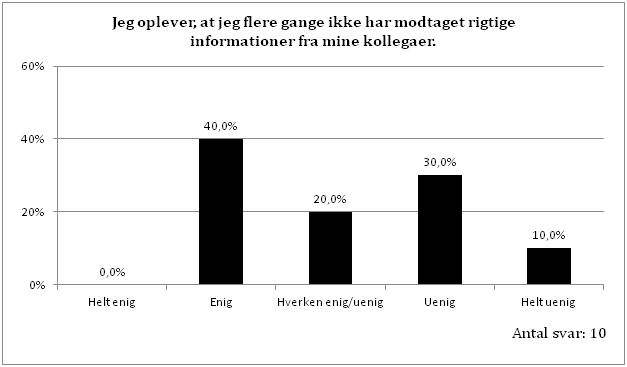 Jeg oplever, at jeg flere gange ikke har modtaget rigtige
informationer fra mine kollegaer.
60%
40%
20%
0%
0,0%
40,0%
20,0%
30,0%
10,0%
Helt enig
Enig
Hverken enig/uenig
Uenig
Helt uenig
Antal svar: 10